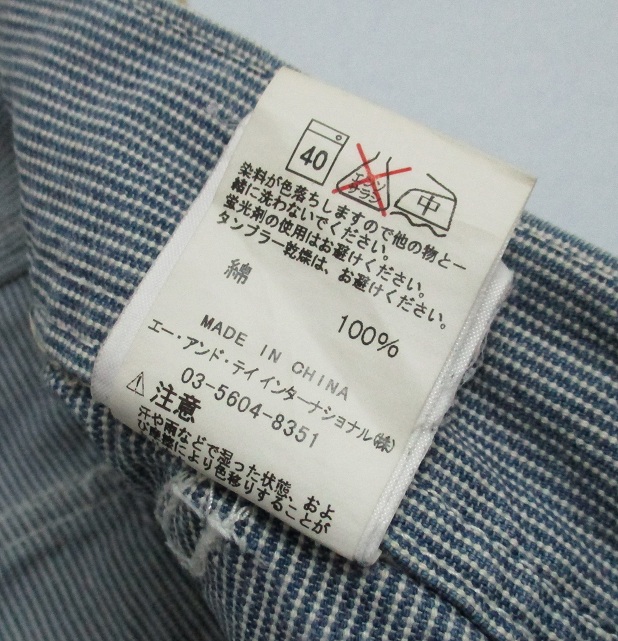 40 エンソ サラシ 中
染料が色落ちしますので他の物と一
緒に洗わないでください。
蛍光剤の使用はお避けください。
タンブラー乾燥は、お避けください。
綿 100%
MADE IN CHINA
エー・アンド・テイ インターナショナル(株)
03-5604-8351
注意
汗や雨などで湿った状態、およ
び摩擦により色移りすることが